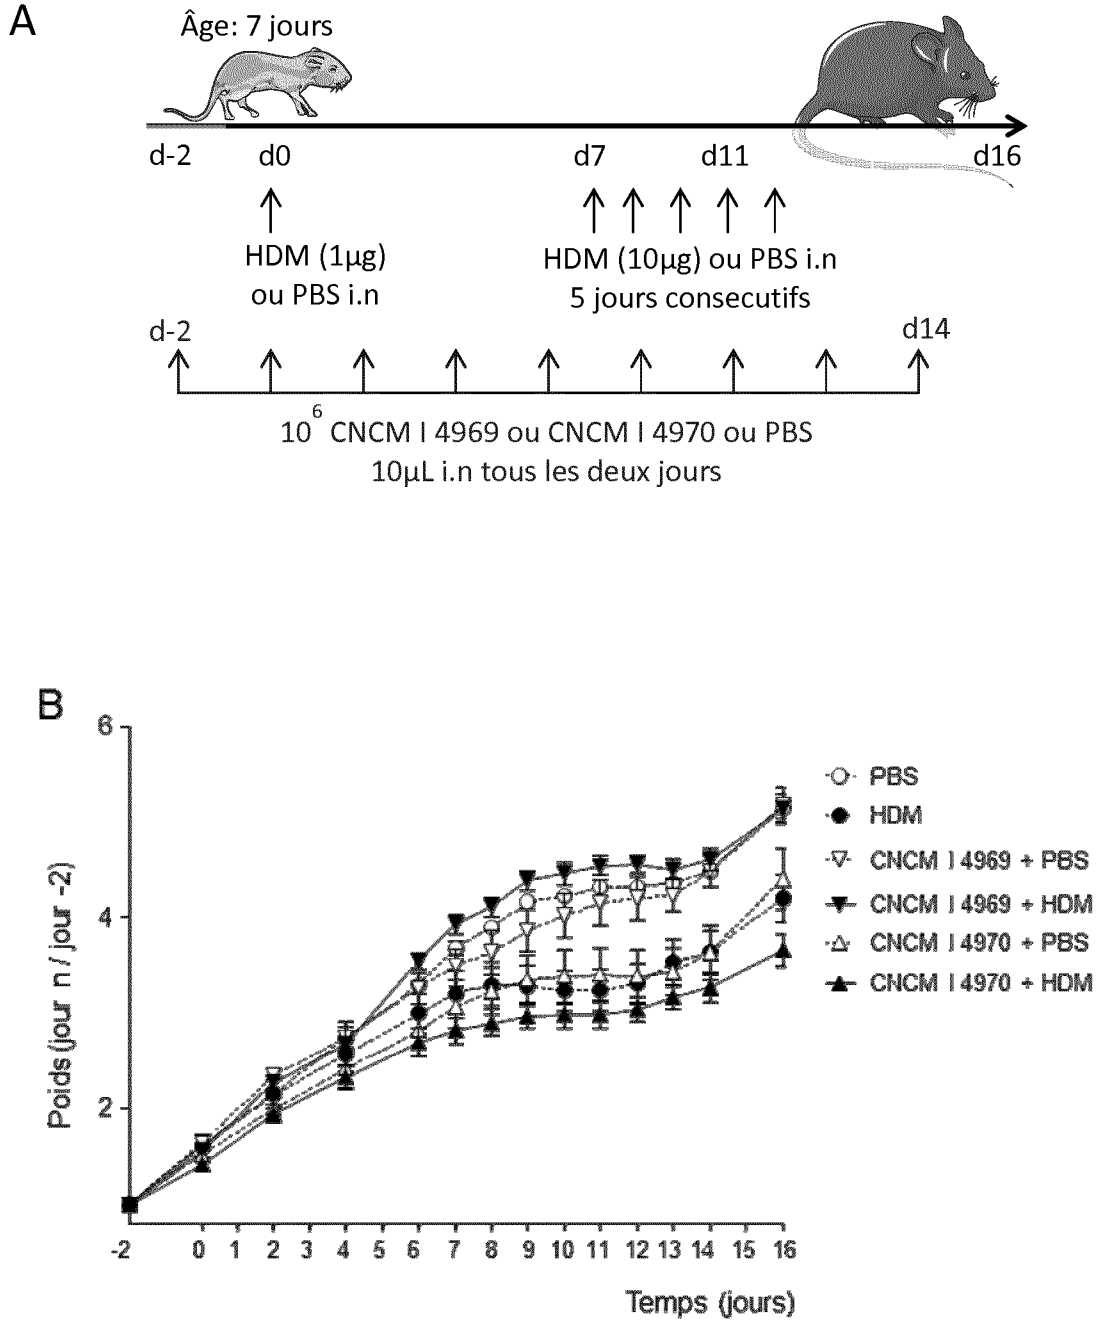 A
Âge: 7 jours
d-2 d0 d7 d11 d16
HDM (1µg)
ou PBS i.n
HDM (10µg) ou PBS i.n
5 jours consecutifs
d-2 d14
10⁶ CNCM I 4969 ou CNCM I 4970 ou PBS
10µL i.n tous les deux jours
B
Poids (jour n / jour -2)
6
4
2
PBS
HDM
CNCM I 4969 + PBS
CNCM I 4969 + HDM
CNCM I 4970 + PBS
CNCM I 4970 + HDM
-2 0 1 2 3 4 5 6 7 8 9 10 11 12 13 14 15 16
Temps (jours)